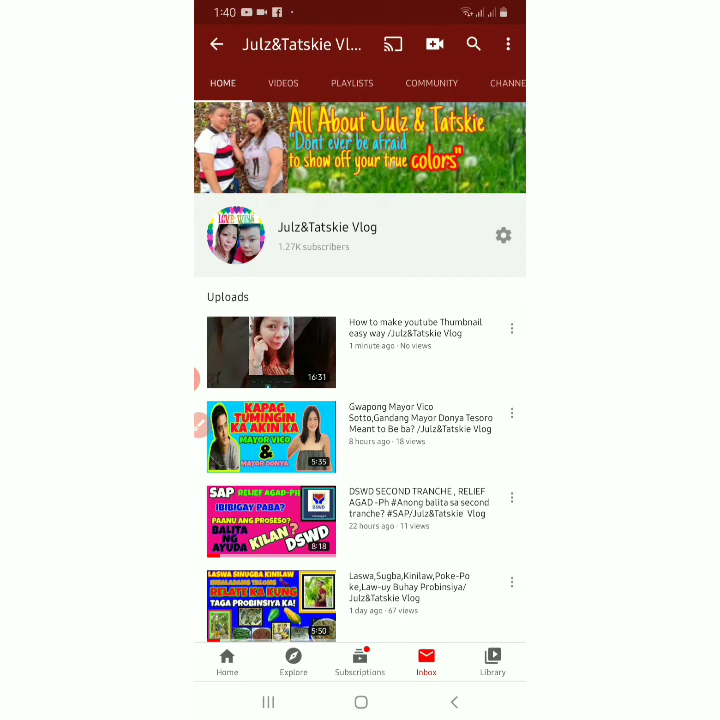 1:40
Julz&Tatskie Vl...
HOME VIDEOS PLAYLISTS COMMUNITY CHANNE
All About Julz & Tatskie
"Dont ever be afraid
to show off your true colors"
LOVE WINS
Julz&Tatskie Vlog
1.27K subscribers
Uploads
16:31
How to make youtube Thumbnail
easy way /Julz&Tatskie Vlog
1 minute ago · No views
KAPAG
TUMINGIN
KA AKIN KA
MAYOR VICO
&
MAYOR DONYA
5:35
Gwapong Mayor Vico
Sotto,Gandang Mayor Donya Tesoro
Meant to Be ba? /Julz&Tatskie Vlog
8 hours ago · 18 views
SAP RELIEF AGAD-PH
IBIBIGAY PABA?
PAANU ANG PROSESO?
BALITA
NG
AYUDA
KILAN?
DSWD
DSWD
8:18
DSWD SECOND TRANCHE , RELIEF
AGAD -Ph #Anong balita sa second
tranche? #SAP/Julz&Tatskie Vlog
22 hours ago · 11 views
LASWA SINUGBA KINILAW
RELATE KA KUNG
TAGA PROBINSIYA KA!
5:50
Laswa,Sugba,Kinilaw,Poke-Po
ke,Law-uy Buhay Probinsiya/
Julz&Tatskie Vlog
1 day ago · 67 views
Home Explore Subscriptions Inbox Library